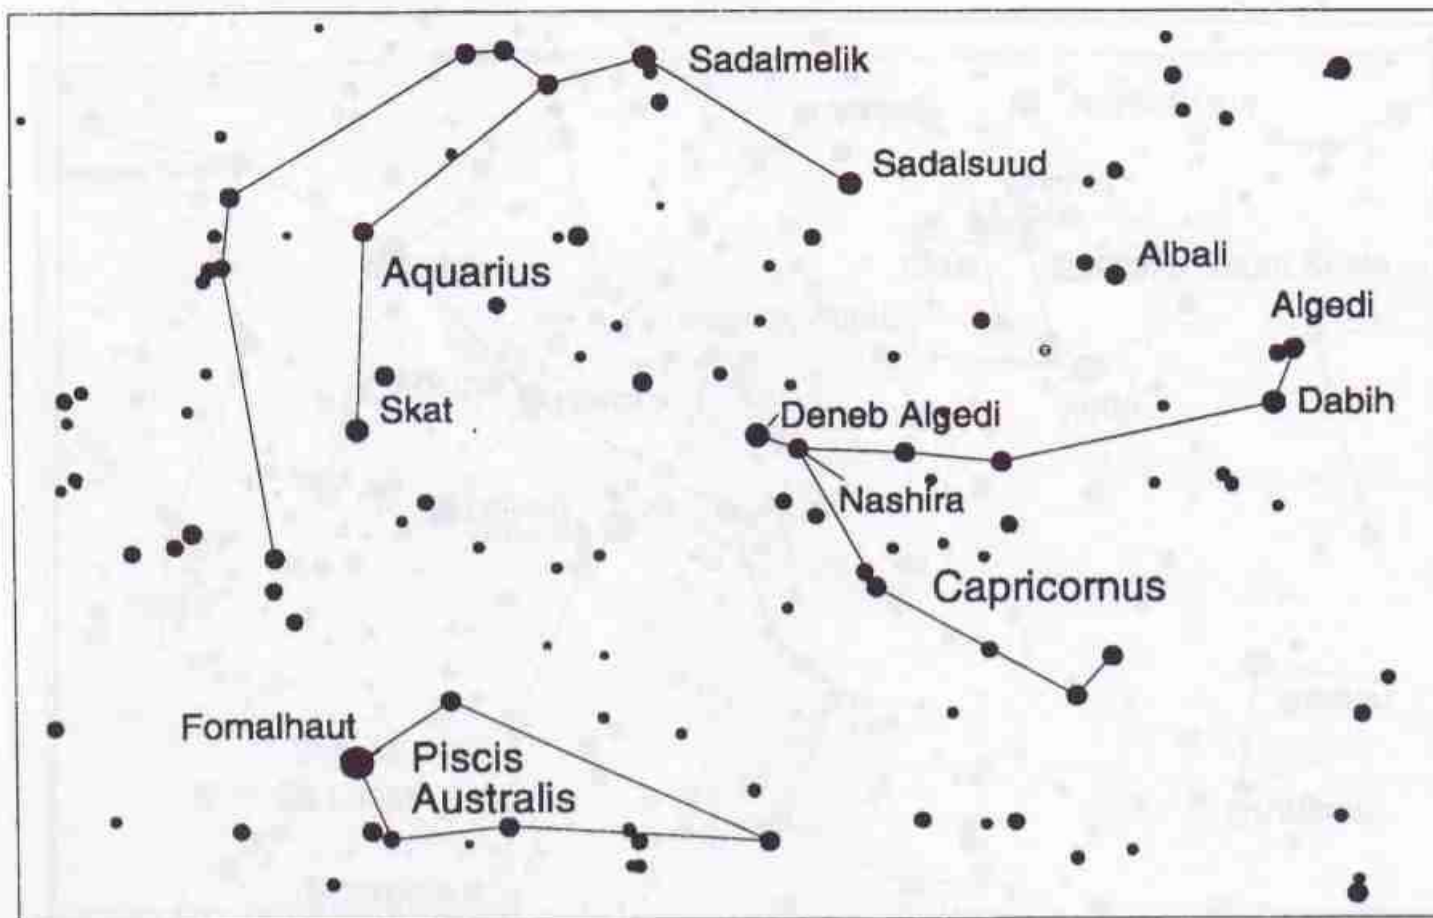 Sadalmelik
Sadalsuud
Albali
Aquarius
Algedi
Skat
Deneb Algedi
Dabih
Nashira
Capricornus
Fomalhaut
Piscis
Australis